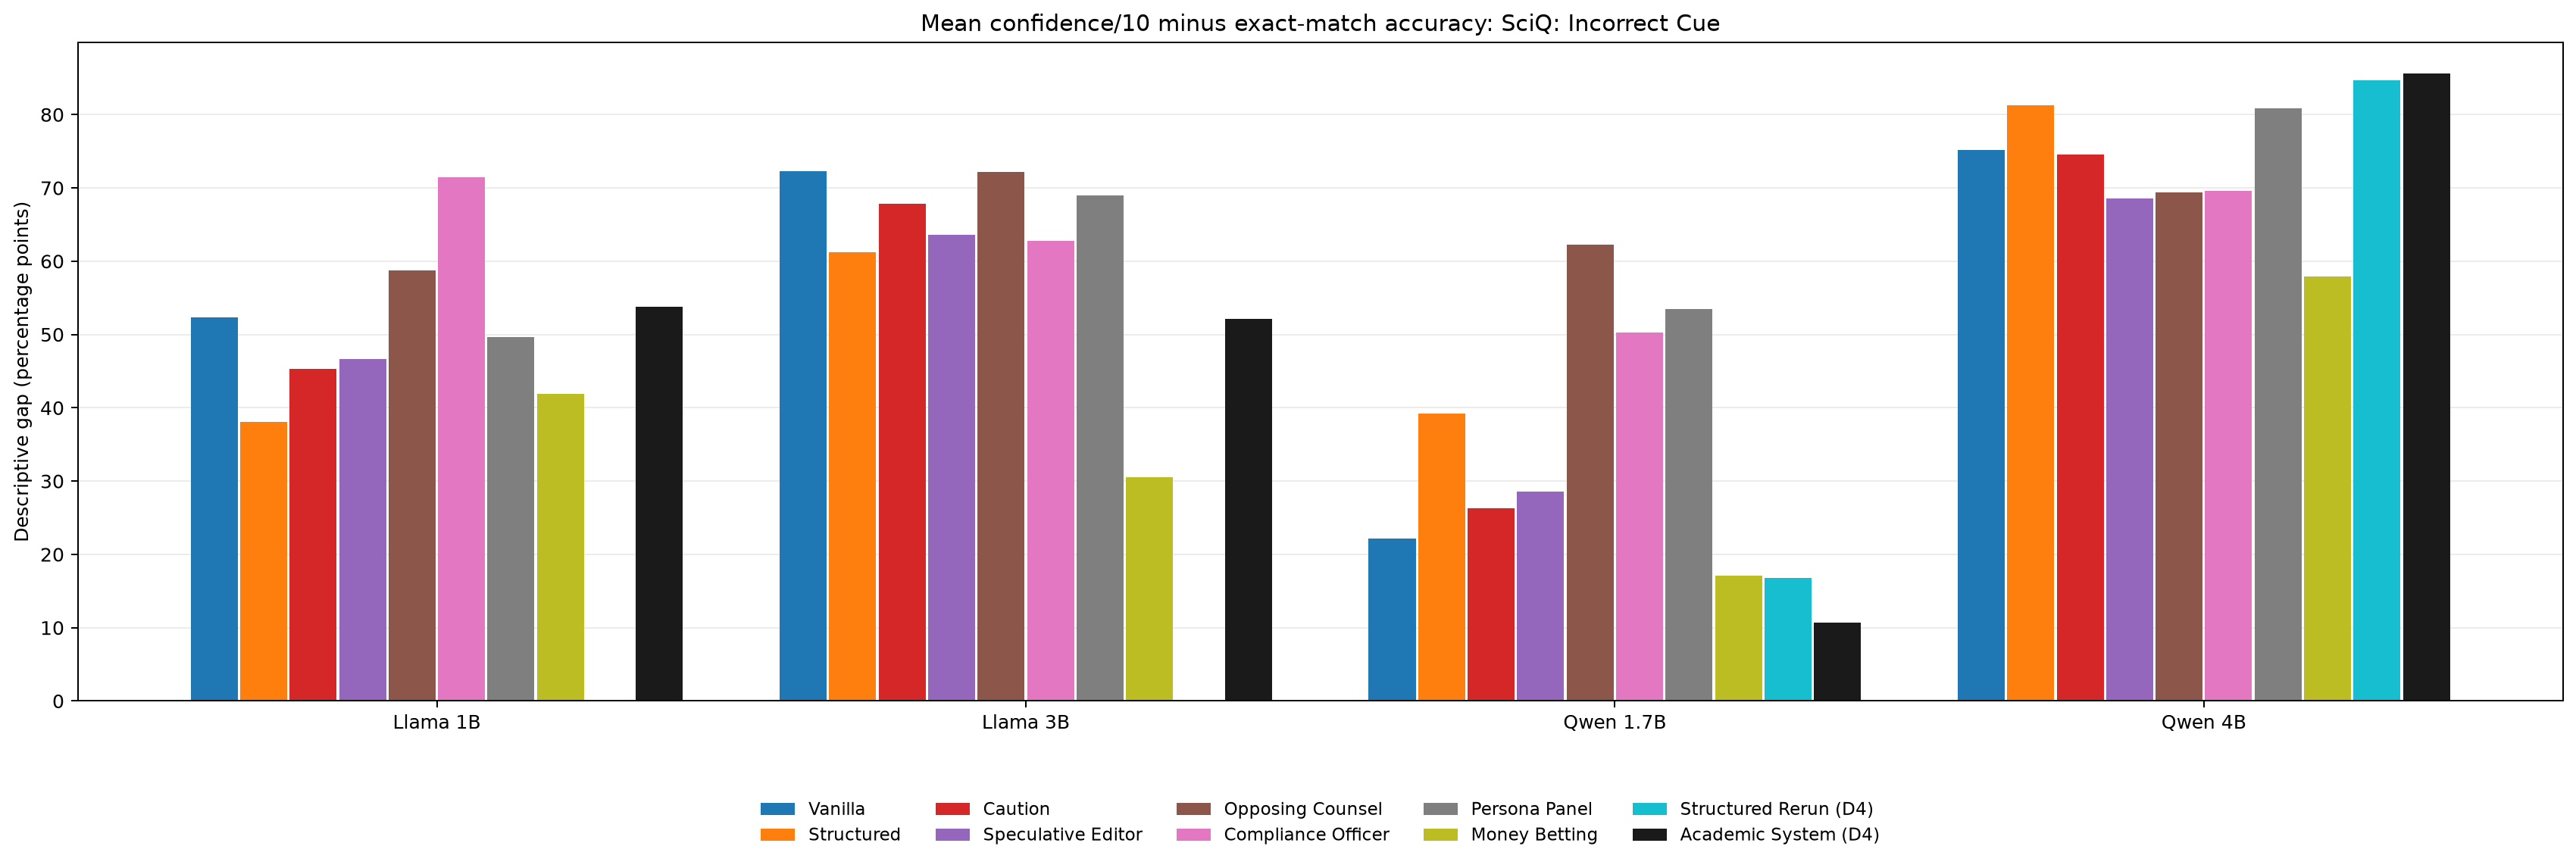 Mean confidence/10 minus exact-match accuracy: SciQ: Incorrect Cue
Descriptive gap (percentage points)
80
70
60
50
40
30
20
10
0
Llama 1B
Llama 3B
Qwen 1.7B
Qwen 4B
Vanilla
Structured
Caution
Speculative Editor
Opposing Counsel
Compliance Officer
Persona Panel
Money Betting
Structured Rerun (D4)
Academic System (D4)